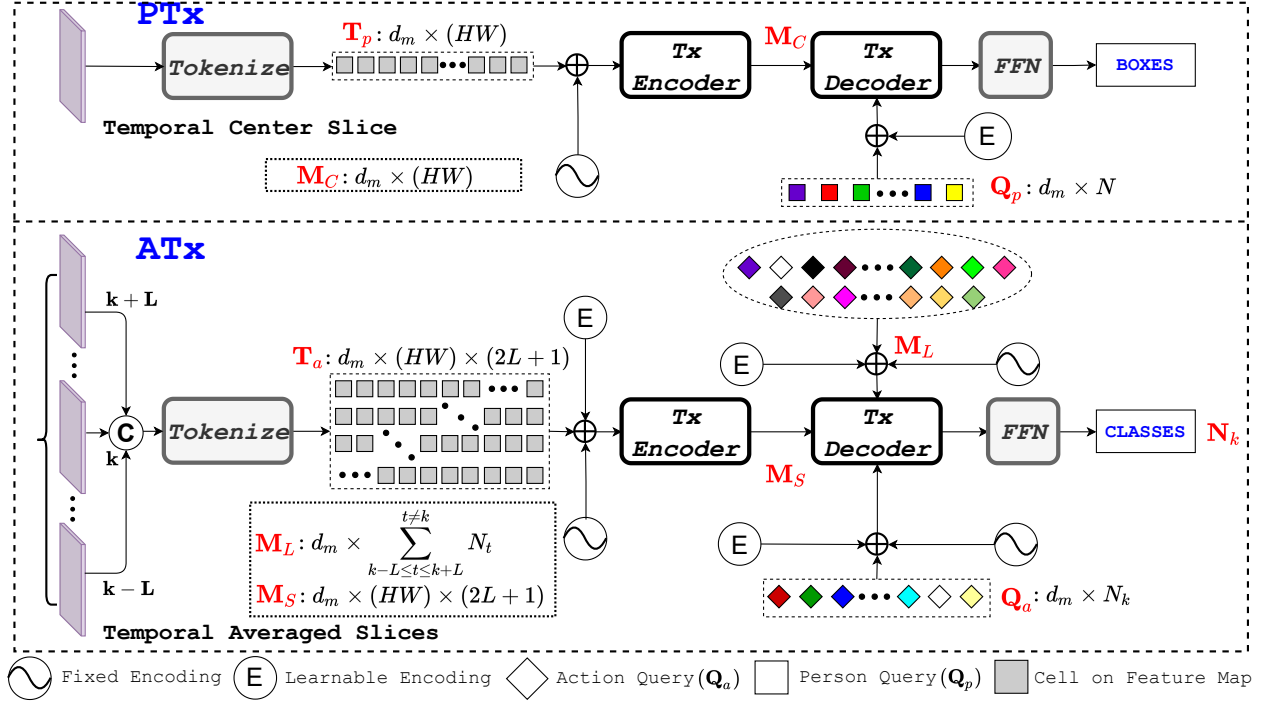 PTx
T_p : d_m × (HW)
Tokenize
Tx
Encoder
M_C
Tx
Decoder
FFN
BOXES
Temporal Center Slice
E
M_C : d_m × (HW)
Q_p : d_m × N
ATx
k + L
E
T_a : d_m × (HW) × (2L + 1)
M_L
E
C
k
Tokenize
Tx
Encoder
M_S
Tx
Decoder
FFN
CLASSES
N_k
M_L : d_m × ∑_{k−L≤t≤k+L}^{t≠k} N_t
E
k − L
M_S : d_m × (HW) × (2L + 1)
Q_a : d_m × N_k
Temporal Averaged Slices
Fixed Encoding
E Learnable Encoding
Action Query(Q_a)
Person Query(Q_p)
Cell on Feature Map